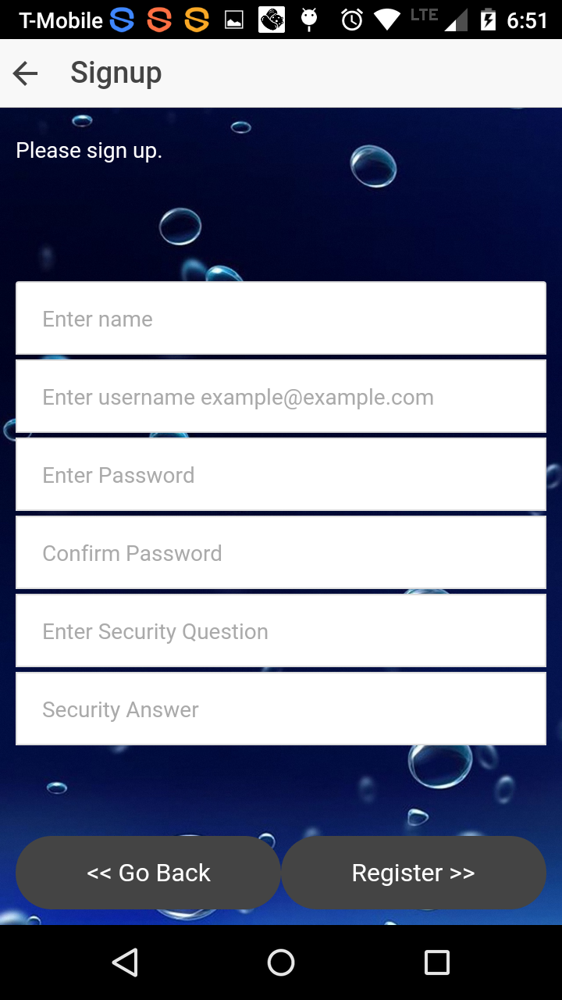 T-Mobile LTE 6:51
Signup
Please sign up.
Enter name
Enter username example@example.com
Enter Password
Confirm Password
Enter Security Question
Security Answer
<< Go Back Register >>